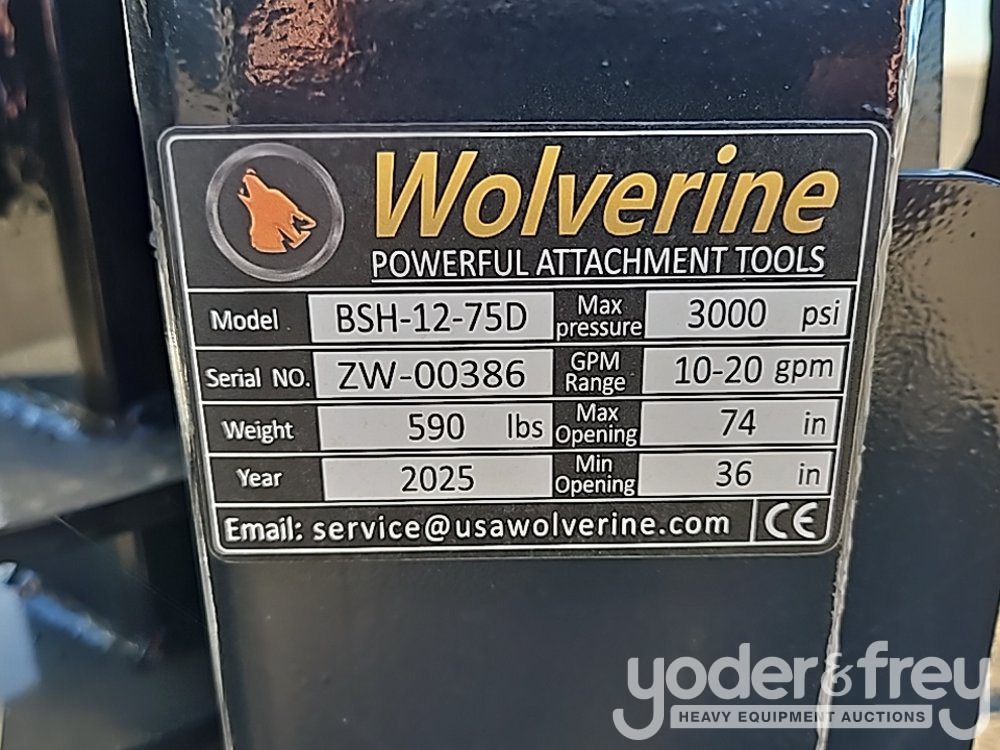 Wolverine
POWERFUL ATTACHMENT TOOLS
Model BSH-12-75D Max pressure 3000 psi
Serial NO. ZW-00386 GPM Range 10-20 gpm
Weight 590 lbs Max Opening 74 in
Year 2025 Min Opening 36 in
Email: service@usawolverine.com CE
yoder&frey
HEAVY EQUIPMENT AUCTIONS